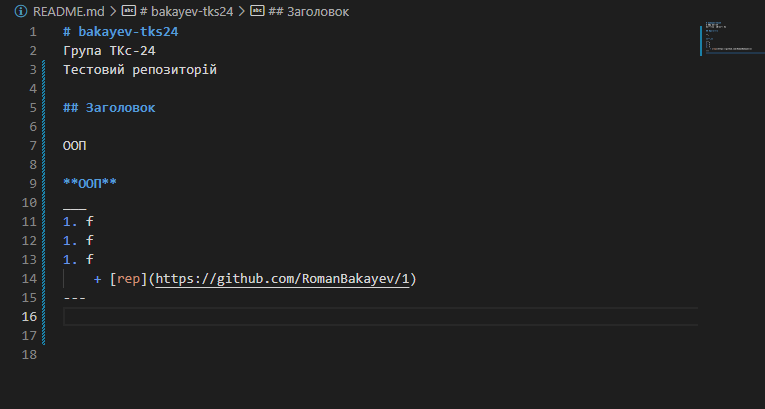 README.md > # bakayev-tks24 > ## Заголовок
1 # bakayev-tks24
2 Група ТКс-24
3 Тестовий репозиторій
4
5 ## Заголовок
6
7 ООП
8
9 **ООП**
10 ___
11 1. f
12 1. f
13 1. f
14 + [rep](https://github.com/RomanBakayev/1)
15 ---
16
17
18